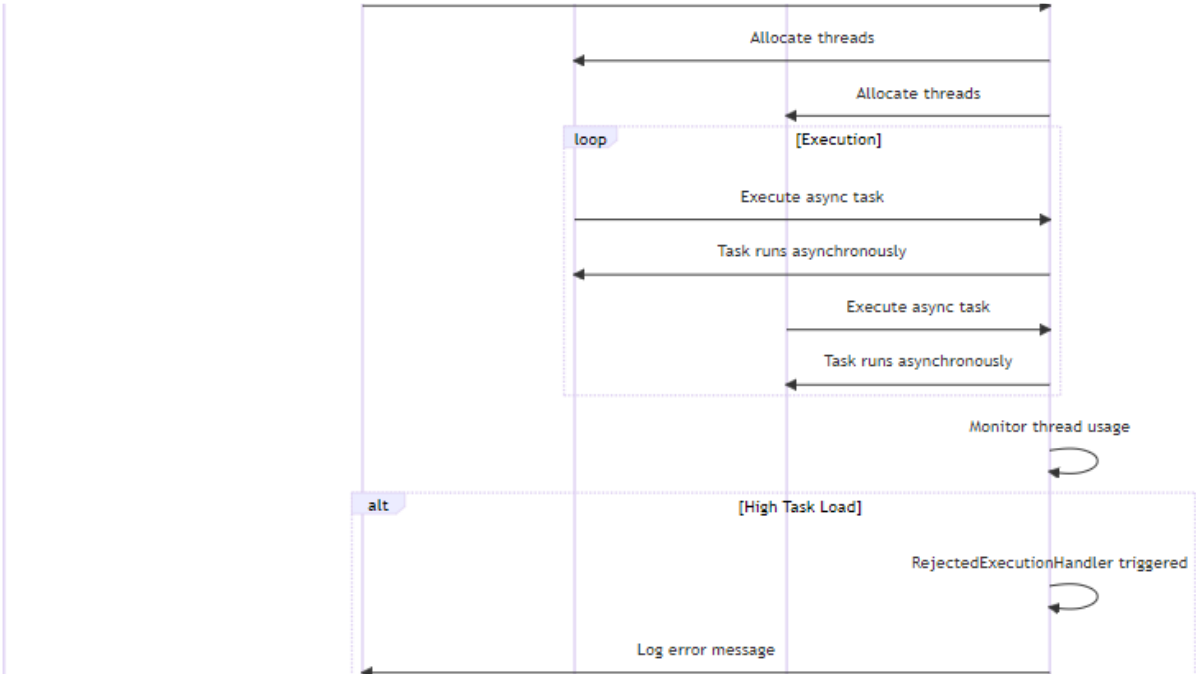 Allocate threads
Allocate threads
loop
[Execution]
Execute async task
Task runs asynchronously
Execute async task
Task runs asynchronously
Monitor thread usage
alt
[High Task Load]
RejectedExecutionHandler triggered
Log error message